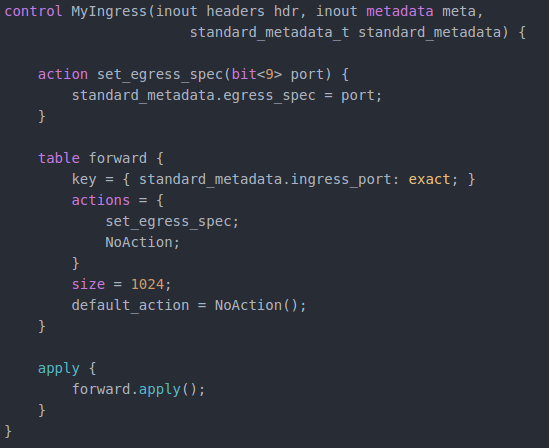 control MyIngress(inout headers hdr, inout metadata meta,
                      standard_metadata_t standard_metadata) {

    action set_egress_spec(bit<9> port) {
        standard_metadata.egress_spec = port;
    }

    table forward {
        key = { standard_metadata.ingress_port: exact; }
        actions = {
            set_egress_spec;
            NoAction;
        }
        size = 1024;
        default_action = NoAction();
    }

    apply {
        forward.apply();
    }
}